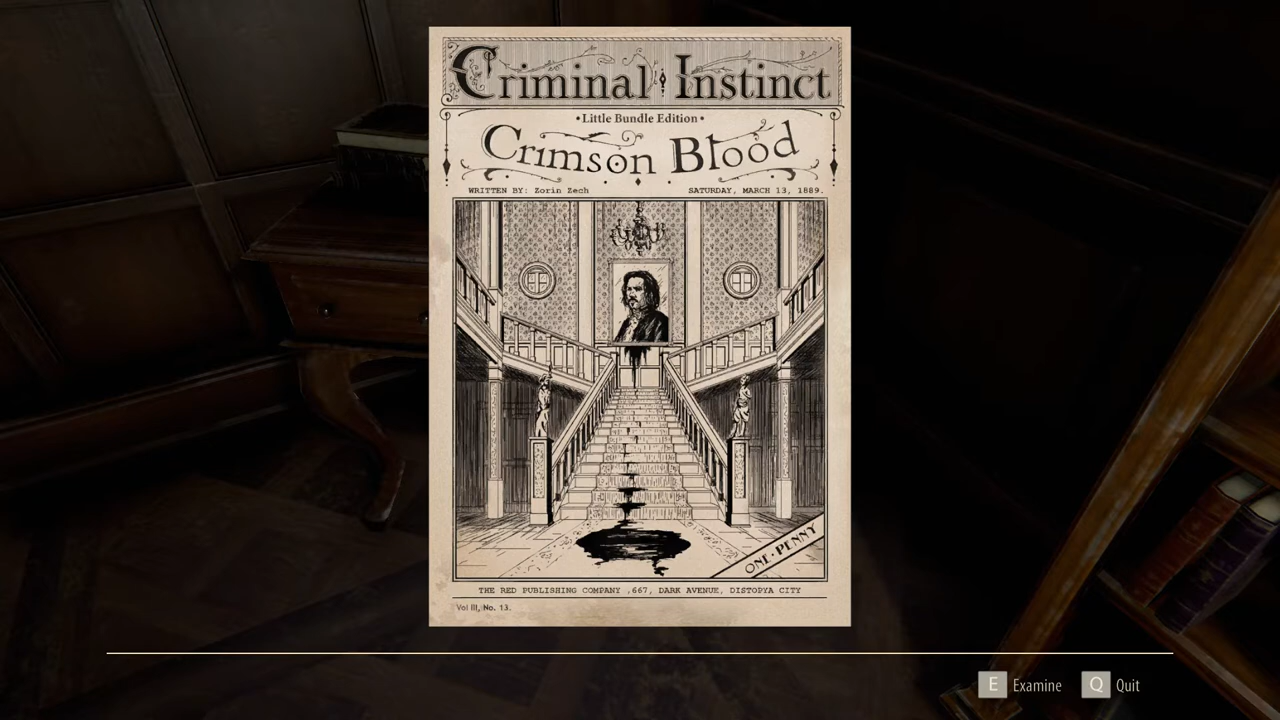 Criminal Instinct
•Little Bundle Edition•
Crimson Blood
WRITTEN BY: Zorin Zech
SATURDAY, MARCH 13, 1889.
ONE·PENNY
THE RED PUBLISHING COMPANY ,667, DARK AVENUE, DISTOPYA CITY
Vol III, No. 13.
E Examine Q Quit